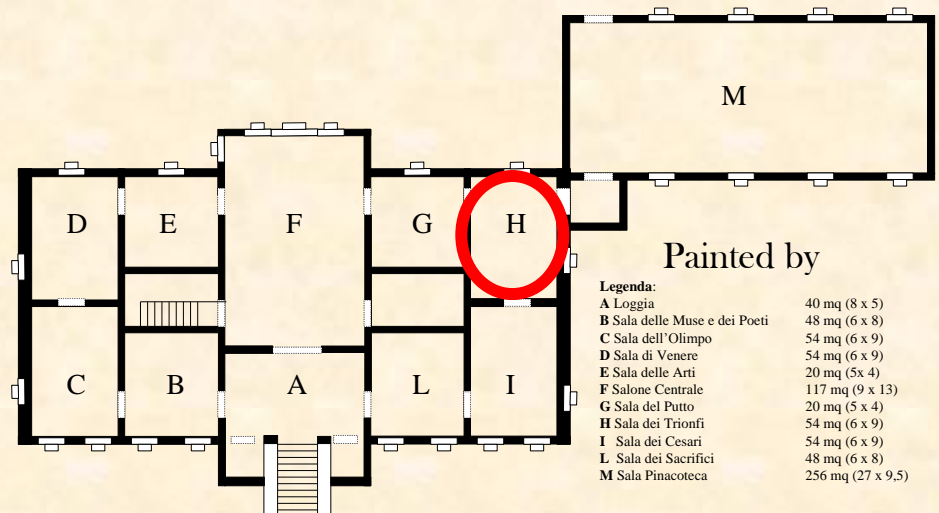 M
D
E
F
G
H
C
B
A
L
I
Painted by
Legenda:
A Loggia 40 mq (8 x 5)
B Sala delle Muse e dei Poeti 48 mq (6 x 8)
C Sala dell'Olimpo 54 mq (6 x 9)
D Sala di Venere 54 mq (6 x 9)
E Sala delle Arti 20 mq (5x 4)
F Salone Centrale 117 mq (9 x 13)
G Sala del Putto 20 mq (5 x 4)
H Sala dei Trionfi 54 mq (6 x 9)
I Sala dei Cesari 54 mq (6 x 9)
L Sala dei Sacrifici 48 mq (6 x 8)
M Sala Pinacoteca 256 mq (27 x 9,5)